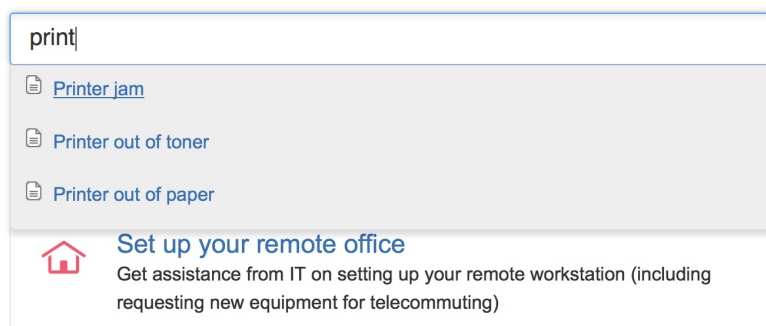 print
Printer jam
Printer out of toner
Printer out of paper
Set up your remote office
Get assistance from IT on setting up your remote workstation (including
requesting new equipment for telecommuting)